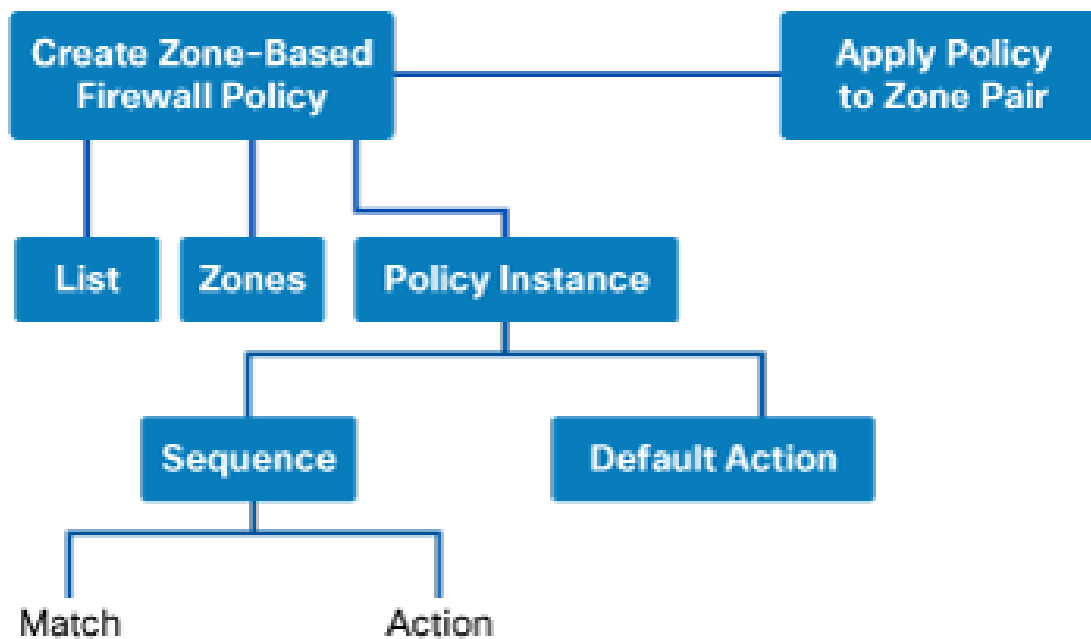 Create Zone-Based
Firewall Policy
Apply Policy
to Zone Pair
List
Zones
Policy Instance
Sequence
Default Action
Match
Action